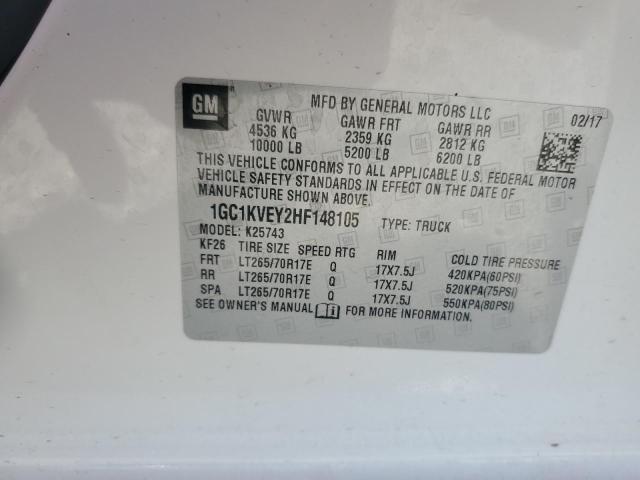 GM
MFD BY GENERAL MOTORS LLC
02/17
GVWR GAWR FRT GAWR RR
4536 KG 2359 KG 2812 KG
10000 LB 5200 LB 6200 LB
THIS VEHICLE CONFORMS TO ALL APPLICABLE U.S. FEDERAL MOTOR
VEHICLE SAFETY STANDARDS IN EFFECT ON THE DATE OF
MANUFACTURE SHOWN ABOVE.
1GC1KVEY2HF148105 TYPE: TRUCK
MODEL: K25743
KF26 TIRE SIZE SPEED RTG RIM COLD TIRE PRESSURE
FRT LT265/70R17E Q 17X7.5J 420KPA(60PSI)
RR LT265/70R17E Q 17X7.5J 520KPA(75PSI)
SPA LT265/70R17E Q 17X7.5J 550KPA(80PSI)
SEE OWNER'S MANUAL FOR MORE INFORMATION.